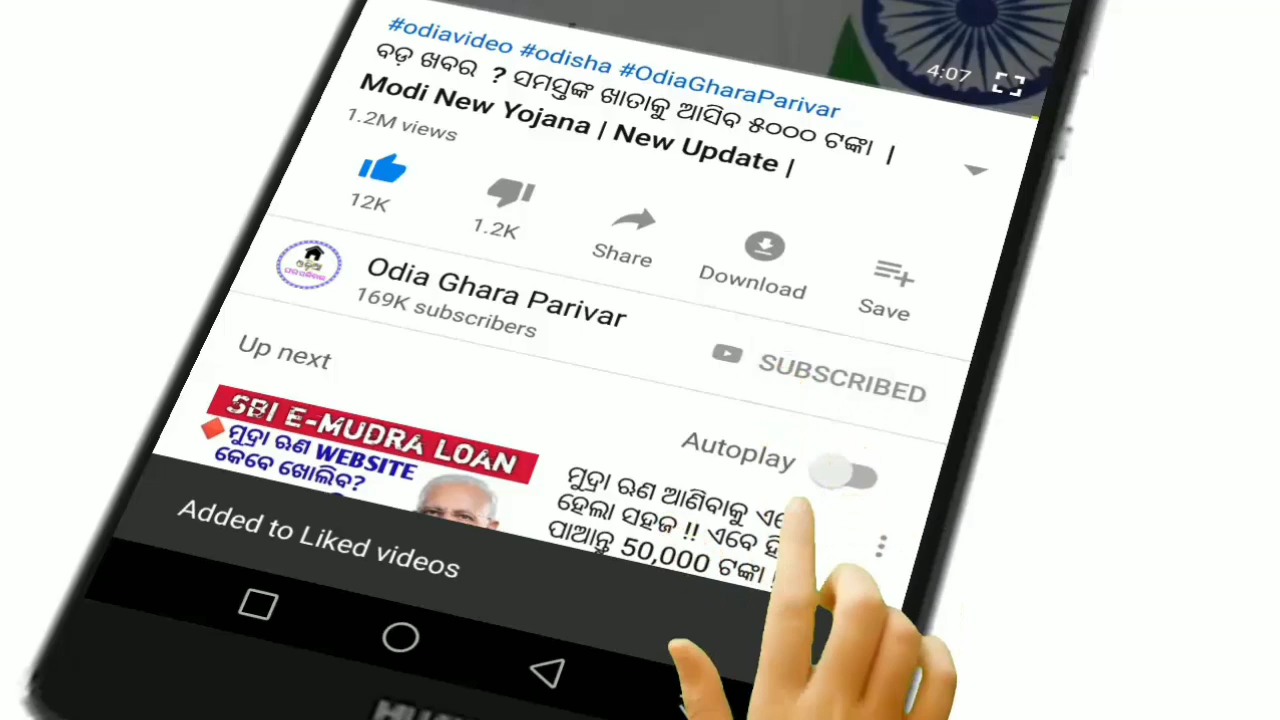 4:07
#odiavideo #odisha #OdiaGharaParivar
ବଡ଼ ଖବର ? ସମସ୍ତଙ୍କ ଖାତାକୁ ଆସିବ ୫୦୦୦ ଟଙ୍କା |
Modi New Yojana | New Update |
1.2M views
12K
1.2K
Share
Download
Save
Odia Ghara Parivar
169K subscribers
SUBSCRIBED
Up next
Autoplay
SBI E-MUDRA LOAN
ମୁଦ୍ରା ଋଣ WEBSITE
କେବେ ଖୋଲିବ?
ମୁଦ୍ରା ଋଣ ଆଣିବାକୁ
ହେଲା ସହଜ !! ଏବେ
ପାଆନ୍ତୁ 50,000 ଟଙ୍କା
Added to Liked videos